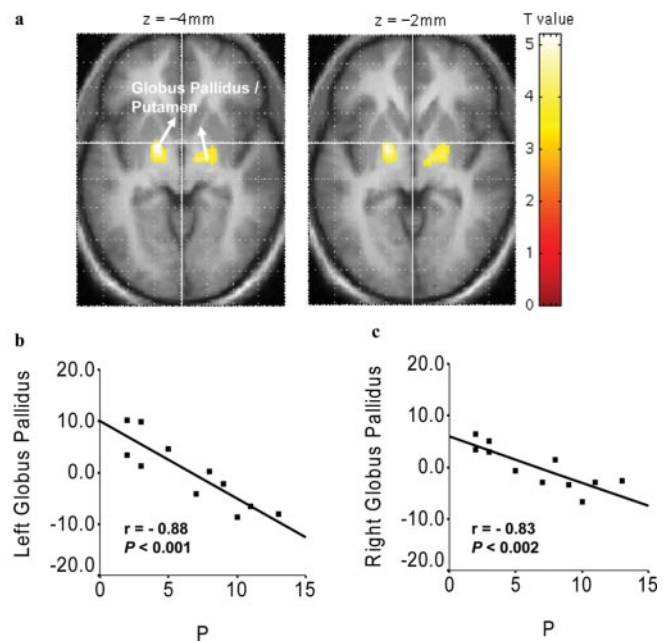 a
z = -4mm
z = -2mm
T value
Globus Pallidus /
Putamen
5
4
3
2
1
0
b
20.0
10.0
0.0
-10.0
-20.0
Left Globus Pallidus
r = - 0.88
P < 0.001
0
5
10
15
P
c
20.0
10.0
0.0
-10.0
-20.0
Right Globus Pallidus
r = - 0.83
P < 0.002
0
5
10
15
P